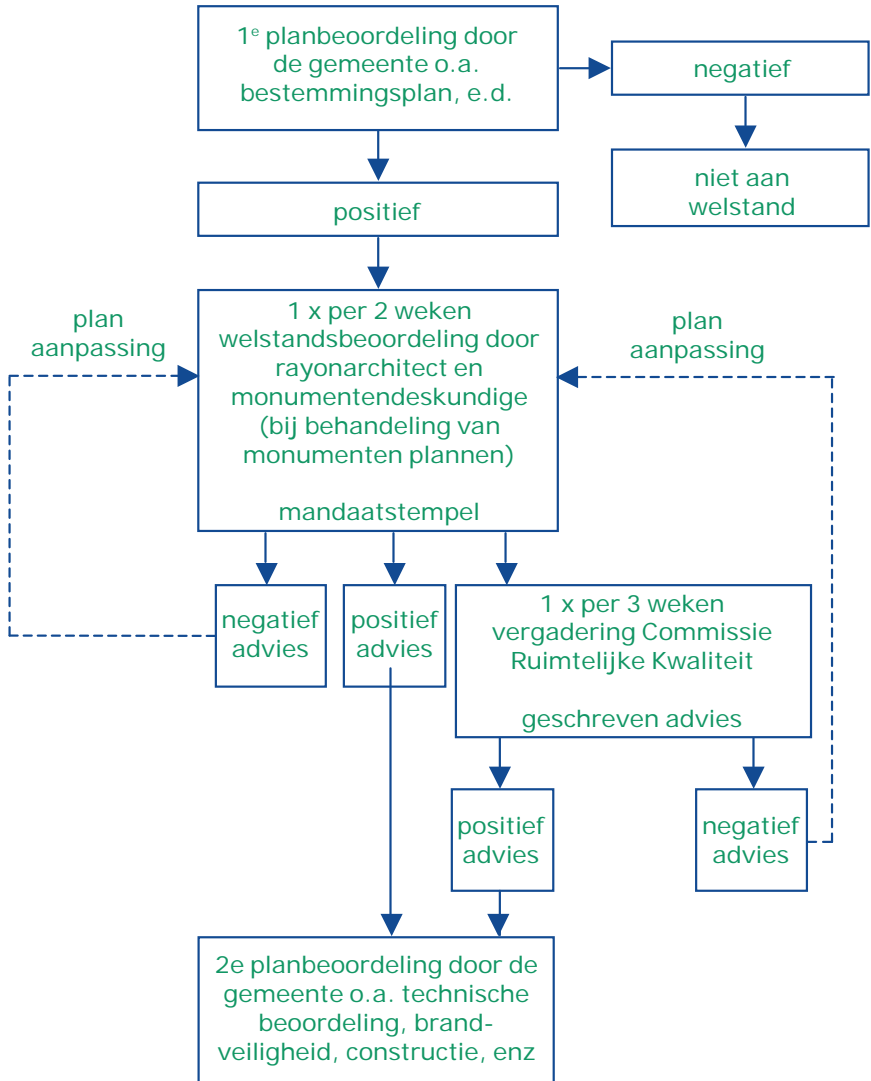 1e planbeoordeling door
de gemeente o.a.
bestemmingsplan, e.d.
negatief
niet aan
welstand
positief
plan
aanpassing
1 x per 2 weken
welstandsbeoordeling door
rayonarchitect en
monumentendeskundige
(bij behandeling van
monumenten plannen)
mandaatstempel
plan
aanpassing
negatief
advies
positief
advies
1 x per 3 weken
vergadering Commissie
Ruimtelijke Kwaliteit
geschreven advies
positief
advies
negatief
advies
2e planbeoordeling door de
gemeente o.a. technische
beoordeling, brand-
veiligheid, constructie, enz